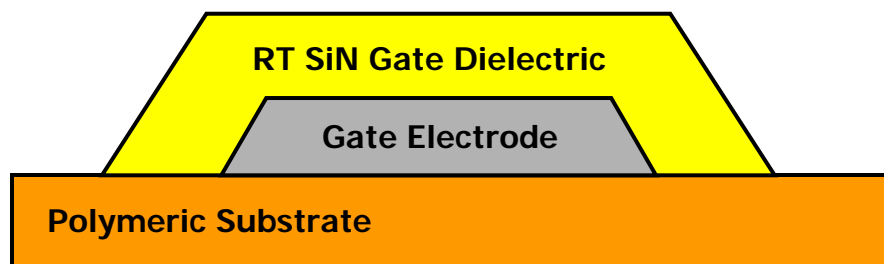 RT SiN Gate Dielectric
Gate Electrode
Polymeric Substrate